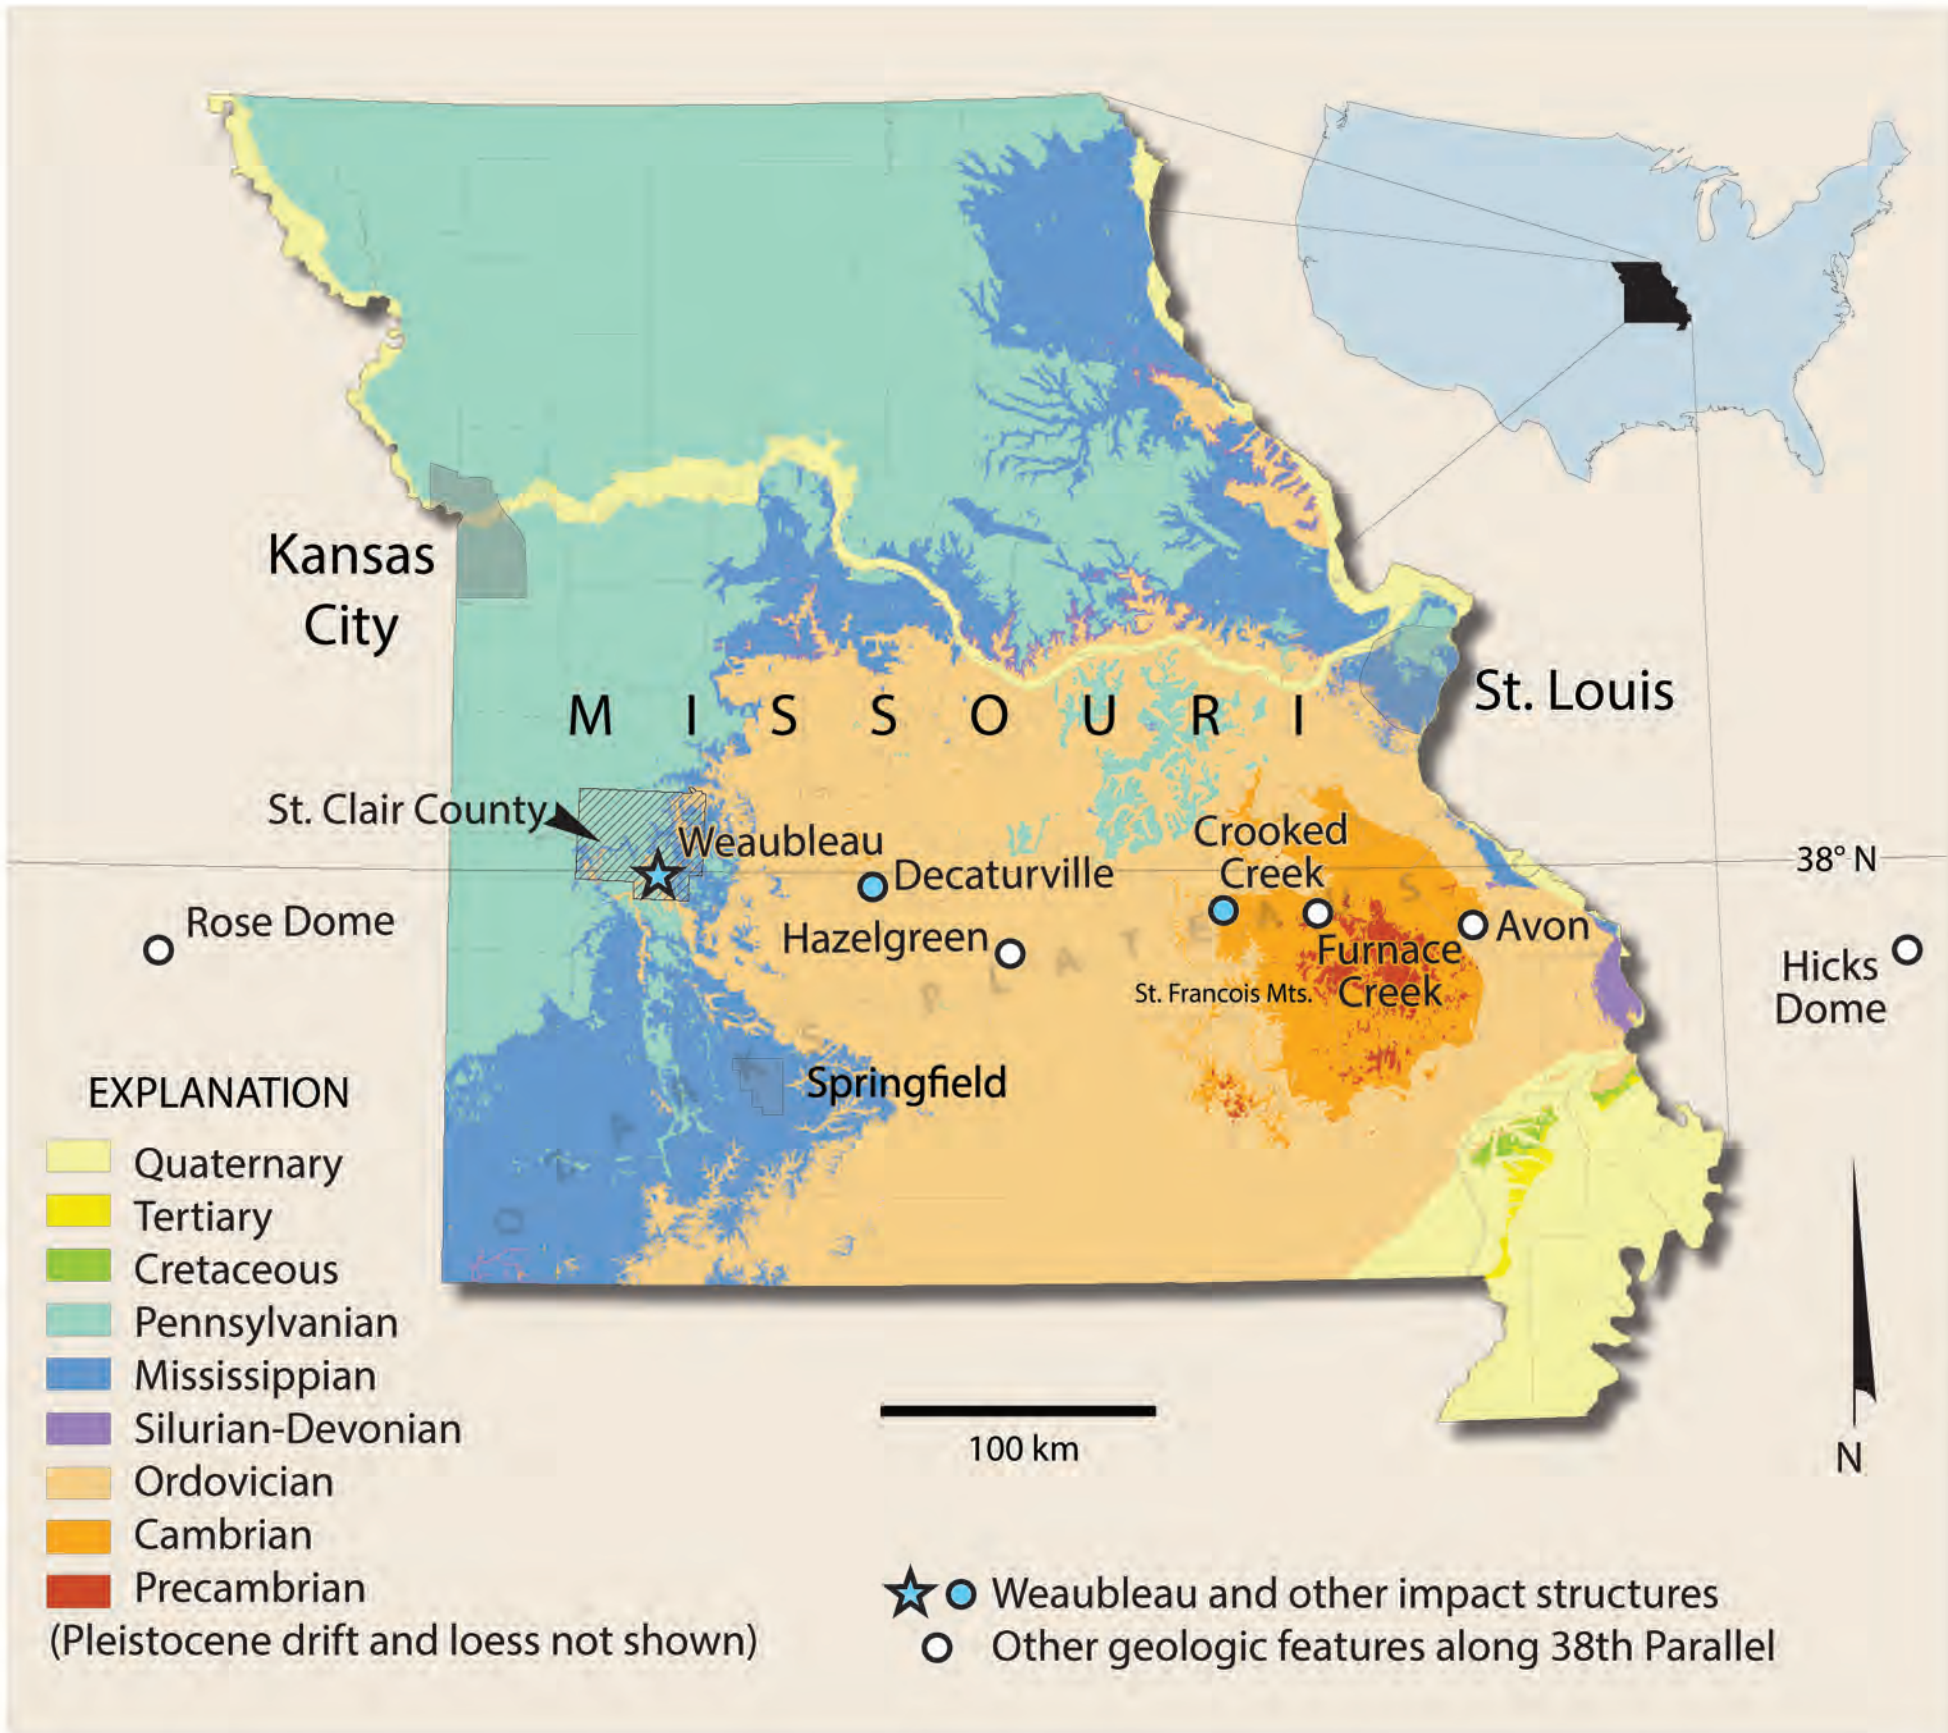 Kansas
City
St. Louis
M I S S O U R I
St. Clair County
Weaubleau
Crooked
Creek
38° N
Decaturville
Rose Dome
Hazelgreen
Avon
Furnace
Creek
St. Francois Mts.
Hicks
Dome
O Z A R K S P L A T E A U S
Springfield
EXPLANATION
Quaternary
Tertiary
Cretaceous
Pennsylvanian
Mississippian
Silurian-Devonian
Ordovician
Cambrian
Precambrian
(Pleistocene drift and loess not shown)
100 km
N
Weaubleau and other impact structures
Other geologic features along 38th Parallel